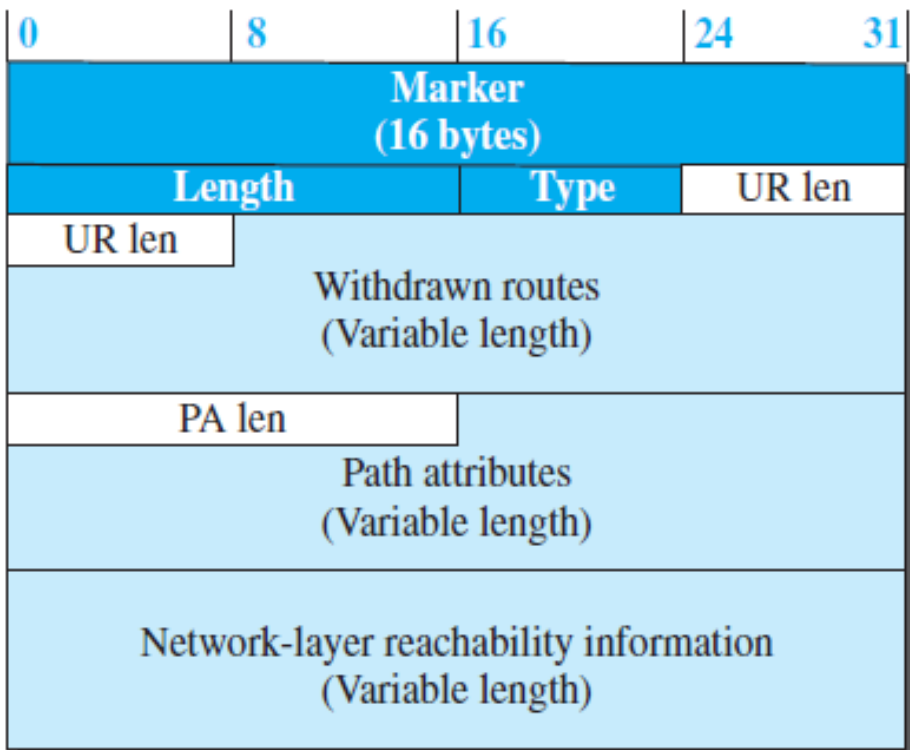 0 8 16 24 31
Marker
(16 bytes)
Length Type UR len
UR len
Withdrawn routes
(Variable length)
PA len
Path attributes
(Variable length)
Network-layer reachability information
(Variable length)